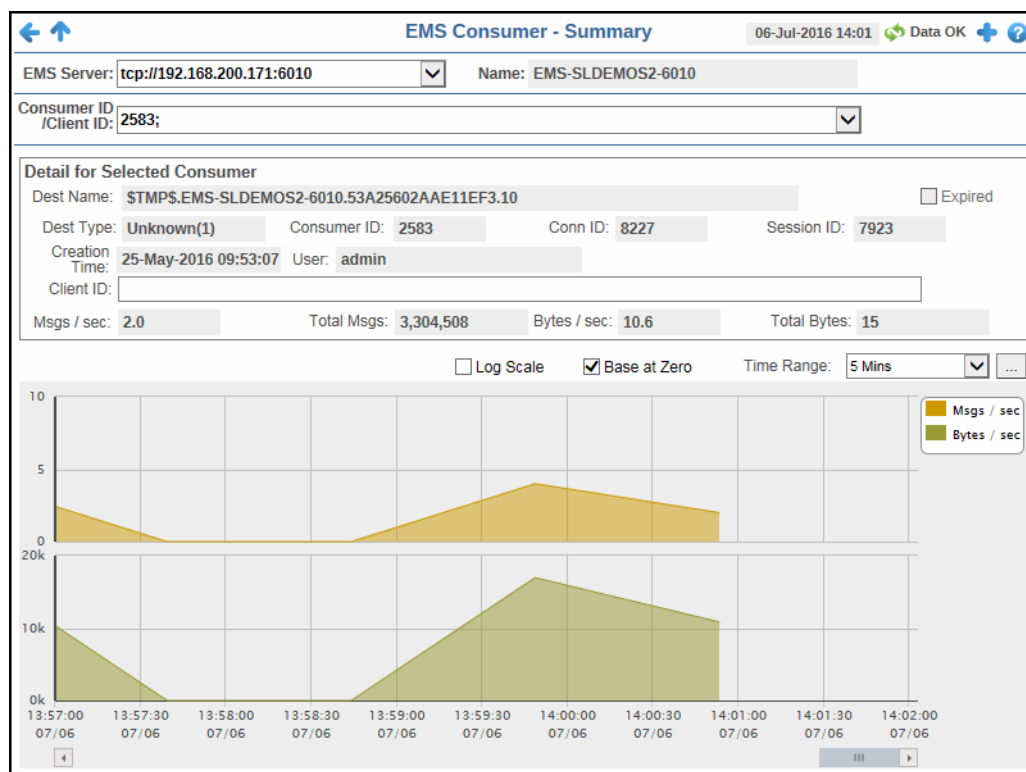 EMS Consumer - Summary 06-Jul-2016 14:01 Data OK ?
EMS Server: tcp://192.168.200.171:6010 Name: EMS-SLDEMOS2-6010
Consumer ID
/Client ID: 2583;
Detail for Selected Consumer
Dest Name: $TMP$.EMS-SLDEMOS2-6010.53A25602AAE11EF3.10 Expired
Dest Type: Unknown(1) Consumer ID: 2583 Conn ID: 8227 Session ID: 7923
Creation
Time: 25-May-2016 09:53:07 User: admin
Client ID:
Msgs / sec: 2.0 Total Msgs: 3,304,508 Bytes / sec: 10.6 Total Bytes: 15
Log Scale Base at Zero Time Range: 5 Mins ...
10
Msgs / sec
Bytes / sec
5
0
20k
10k
0k
13:57:00 13:57:30 13:58:00 13:58:30 13:59:00 13:59:30 14:00:00 14:00:30 14:01:00 14:01:30 14:02:00
07/06 07/06 07/06 07/06 07/06 07/06 07/06 07/06 07/06 07/06 07/06